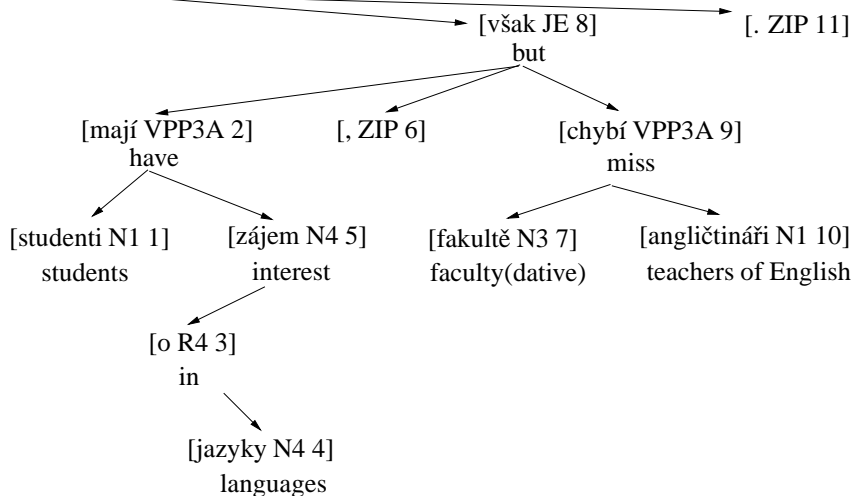 [však JE 8]
[. ZIP 11]
but
[mají VPP3A 2]
[, ZIP 6]
[chybí VPP3A 9]
have
miss
[studenti N1 1]
[zájem N4 5]
[fakultě N3 7]
[angličtináři N1 10]
students
interest
faculty(dative)
teachers of English
[o R4 3]
in
[jazyky N4 4]
languages